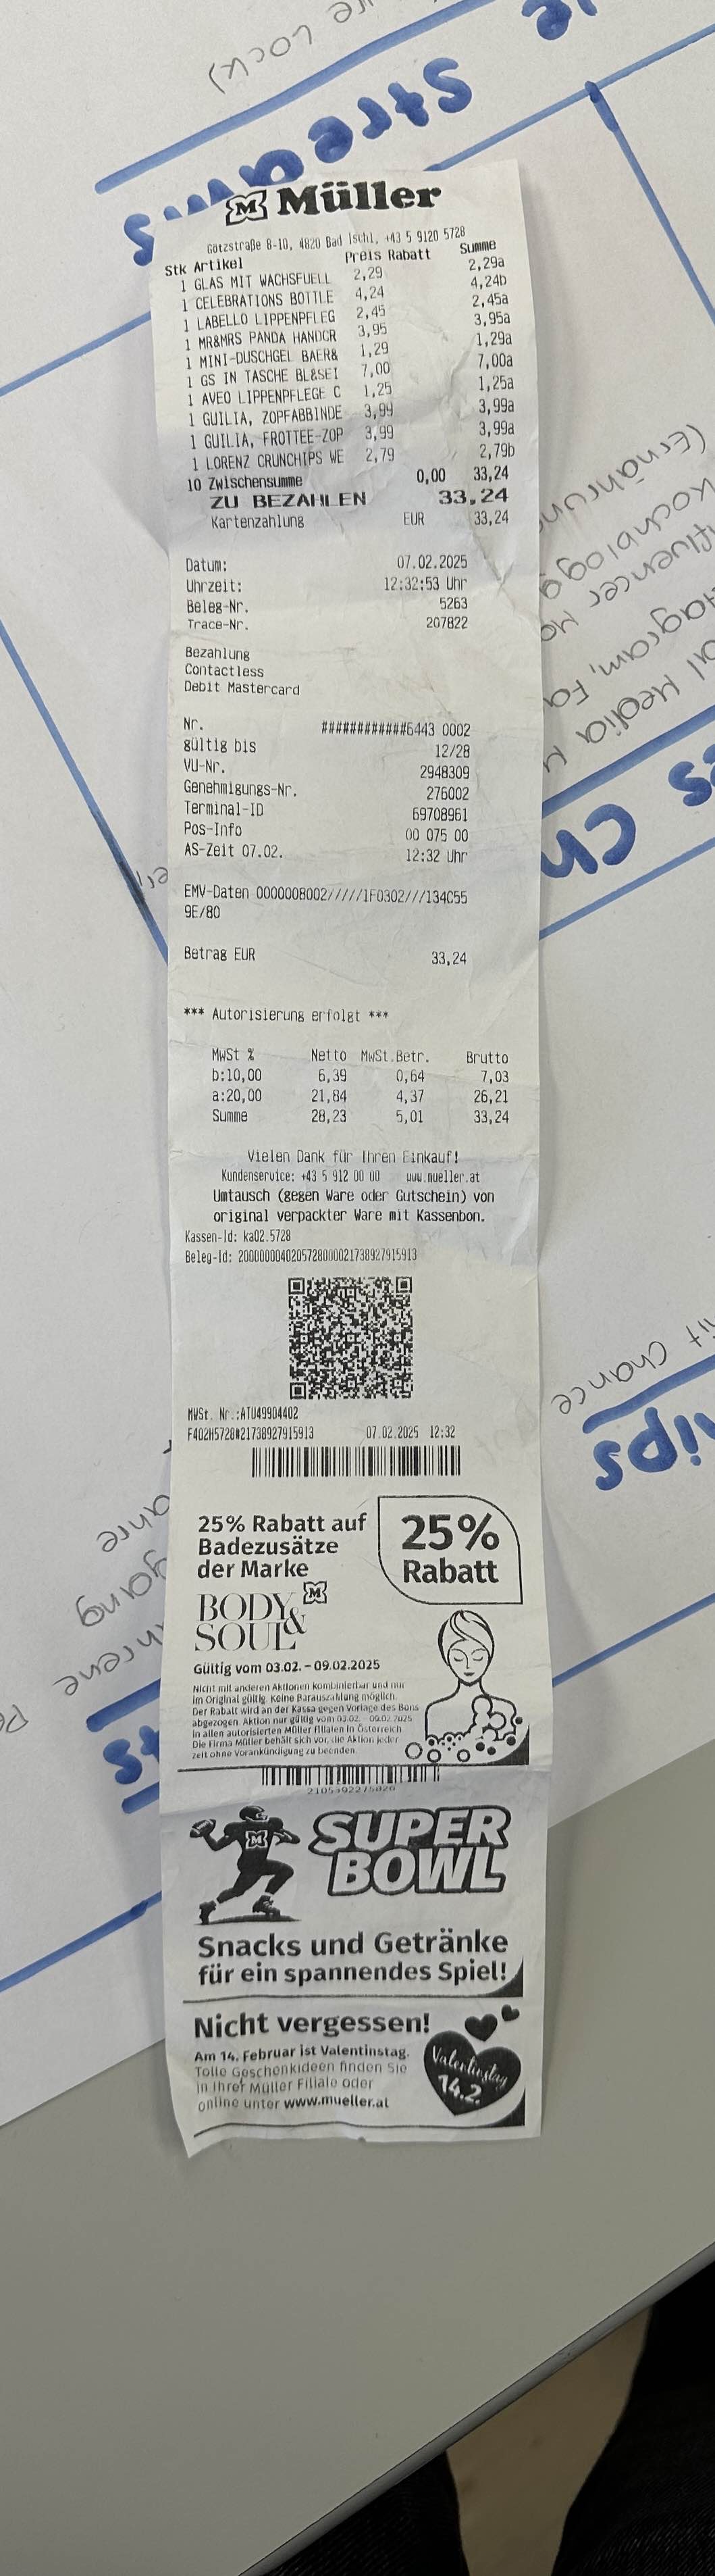 Streams
Müller
Götzstraße 8-10, 4820 Bad Ischl, +43 5 9120 5728
Stk Artikel Preis Rabatt Summe
1 GLAS MIT WACHSFUELL 2,29 2,29a
1 CELEBRATIONS BOTTLE 4,24 4,24b
1 LABELLO LIPPENPFLEG 2,45 2,45a
1 MR&MRS PANDA HANDCR 3,95 3,95a
1 MINI-DUSCHGEL BAER& 1,29 1,29a
1 GS IN TASCHE BL&SEI 7,00 7,00a
1 AVEO LIPPENPFLEGE C 1,25 1,25a
1 GUILIA, ZOPFABBINDE 3,99 3,99a
1 GUILIA, FROTTEE-ZOP 3,99 3,99a
1 LORENZ CRUNCHIPS WE 2,79 2,79b
10 Zwischensumme 0,00 33,24
ZU BEZAHLEN 33,24
Kartenzahlung EUR 33,24
Datum: 07.02.2025
Uhrzeit: 12:32:53 Uhr
Beleg-Nr. 5263
Trace-Nr. 207822
Bezahlung
Contactless
Debit Mastercard
Nr. ############6443 0002
gültig bis 12/28
VU-Nr. 2948309
Genehmigungs-Nr. 276002
Terminal-ID 69708961
Pos-Info 00 075 00
AS-Zeit 07.02. 12:32 Uhr
EMV-Daten 0000008002/////1F0302///134C55
9E/80
Betrag EUR 33,24
*** Autorisierung erfolgt ***
MwSt % Netto MwSt.Betr. Brutto
b:10,00 6,39 0,64 7,03
a:20,00 21,84 4,37 26,21
Summe 28,23 5,01 33,24
Vielen Dank für Ihren Einkauf!
Kundenservice: +43 5 912 00 00 www.mueller.at
Umtausch (gegen Ware oder Gutschein) von
original verpackter Ware mit Kassenbon.
Kassen-Id: ka02.5728
Beleg-Id: 2000000040205728000021738927915913
MWSt. Nr.:ATU49904402
F402H5728#21738927915913 07.02.2025 12:32
25% Rabatt auf
Badezusätze
der Marke
BODY&
SOUL
25%
Rabatt
Gültig vom 03.02. – 09.02.2025
Nicht mit anderen Aktionen kombinierbar und nur
im Original gültig. Keine Barauszahlung möglich.
Der Rabatt wird an der Kassa gegen Vorlage des Bons
abgezogen. Aktion nur gültig vom 03.02. – 09.02.2025
in allen autorisierten Müller Filialen in Österreich.
Die Firma Müller behält sich vor, die Aktion jeder
zeit ohne Vorankündigung zu beenden.
SUPER
BOWL
Snacks und Getränke
für ein spannendes Spiel!
Nicht vergessen!
Am 14. Februar ist Valentinstag.
Tolle Geschenkideen finden Sie
in Ihrer Müller Filiale oder
online unter www.mueller.at
Valentinstag
14.2.
chance